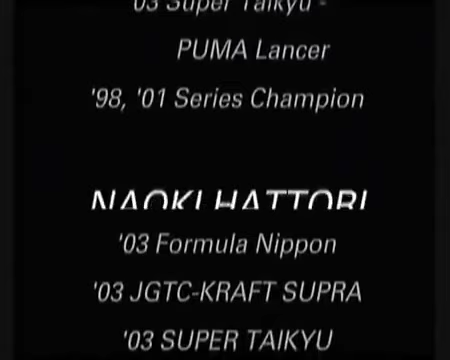 '03 Super Taikyu -
PUMA Lancer
'98, '01 Series Champion
NAOKI HATTORI
'03 Formula Nippon
'03 JGTC-KRAFT SUPRA
'03 SUPER TAIKYU